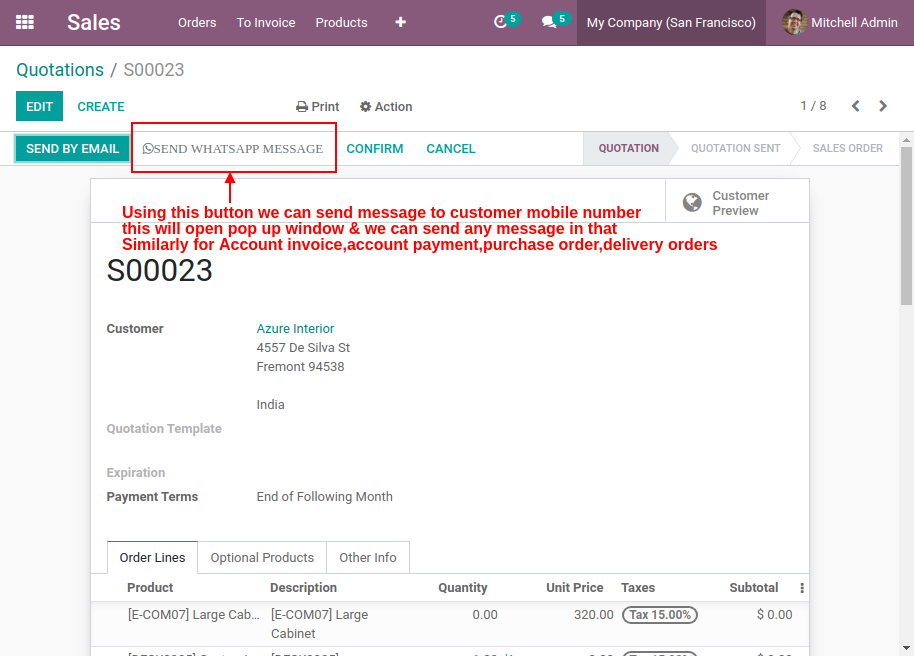 Sales Orders To Invoice Products + 5 5 My Company (San Francisco) Mitchell Admin
Quotations / S00023
EDIT CREATE Print Action 1 / 8
SEND BY EMAIL SEND WHATSAPP MESSAGE CONFIRM CANCEL QUOTATION QUOTATION SENT SALES ORDER
Customer
Preview
Using this button we can send message to customer mobile number
this will open pop up window & we can send any message in that
Similarly for Account invoice,account payment,purchase order,delivery orders
S00023
Customer Azure Interior
4557 De Silva St
Fremont 94538
India
Quotation Template
Expiration
Payment Terms End of Following Month
Order Lines Optional Products Other Info
Product Description Quantity Unit Price Taxes Subtotal
[E-COM07] Large Cab... [E-COM07] Large 0.00 320.00 Tax 15.00% $ 0.00
Cabinet